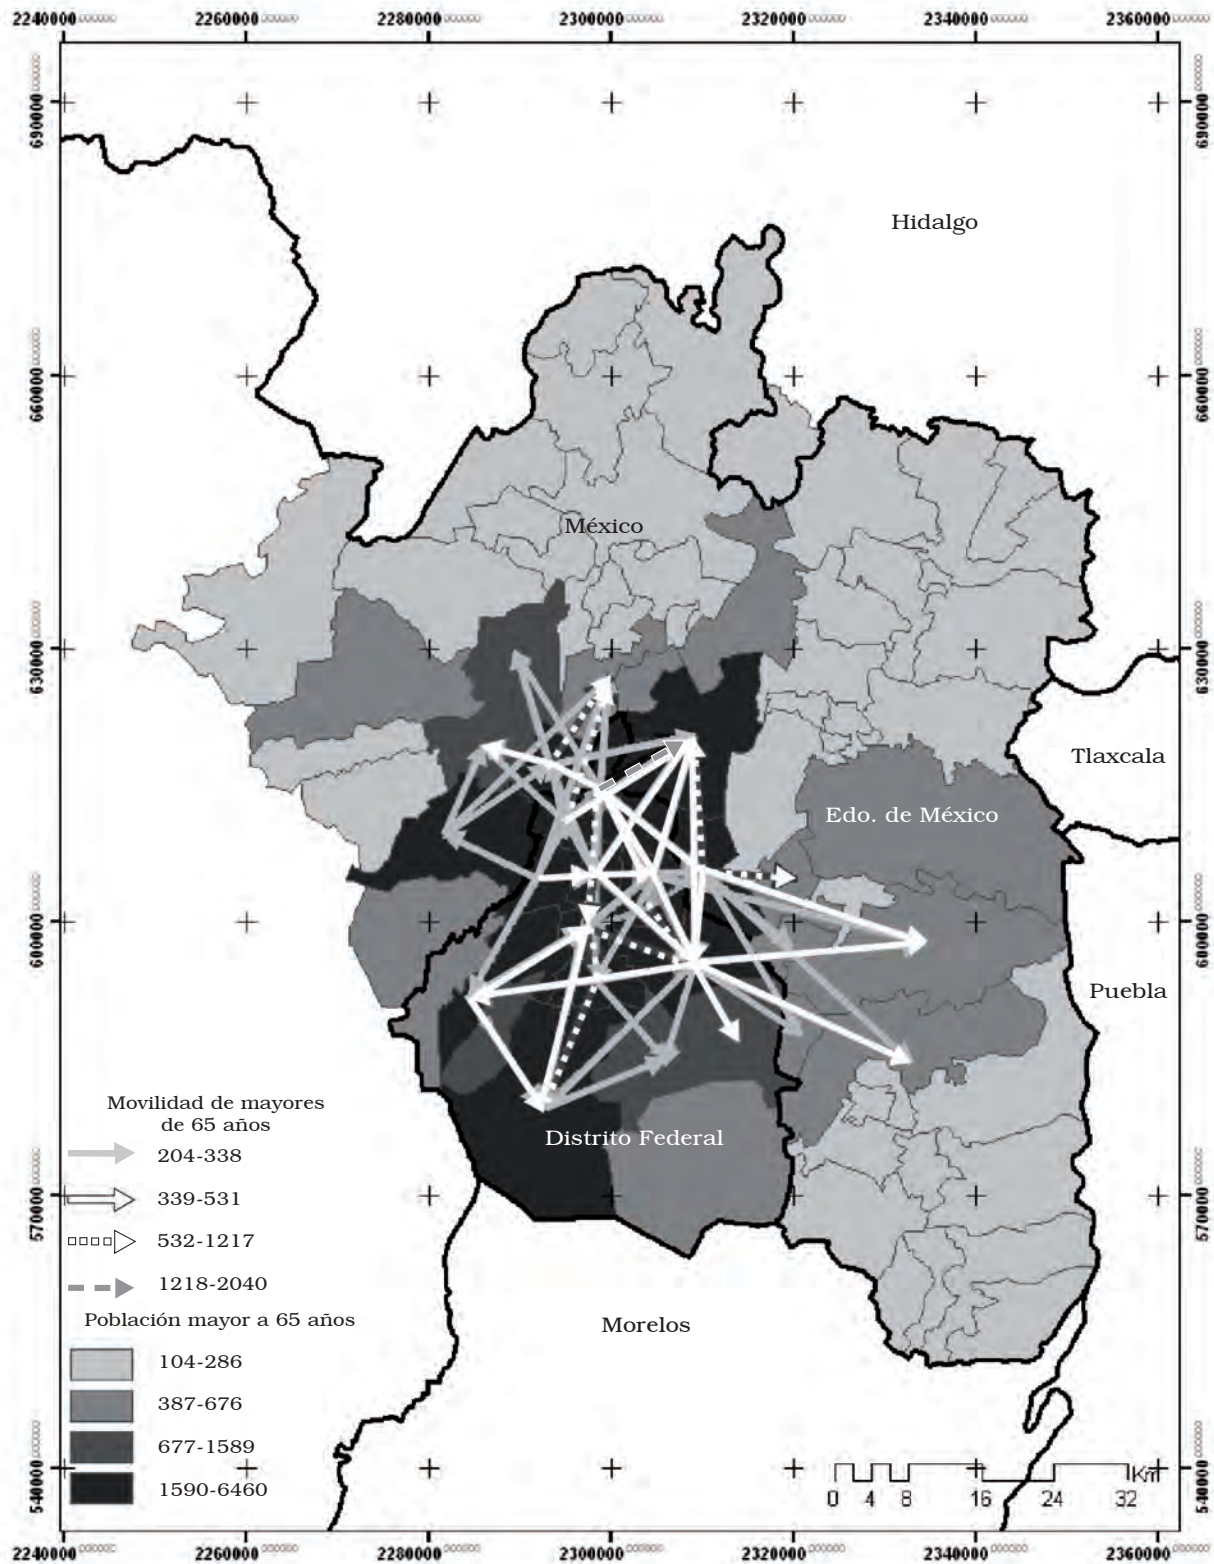 2240000 2260000 2280000 2300000 2320000 2340000 2360000
690000 690000
Hidalgo
660000 660000
México
630000 630000
Tlaxcala
Edo. de México
600000 600000
Puebla
Movilidad de mayores
de 65 años
204-338
Distrito Federal
339-531
570000 570000
532-1217
1218-2040
Población mayor a 65 años
Morelos
104-286
387-676
677-1589
540000 540000
Km
1590-6460
0 4 8 16 24 32
2240000 2260000 2280000 2300000 2320000 2340000 2360000